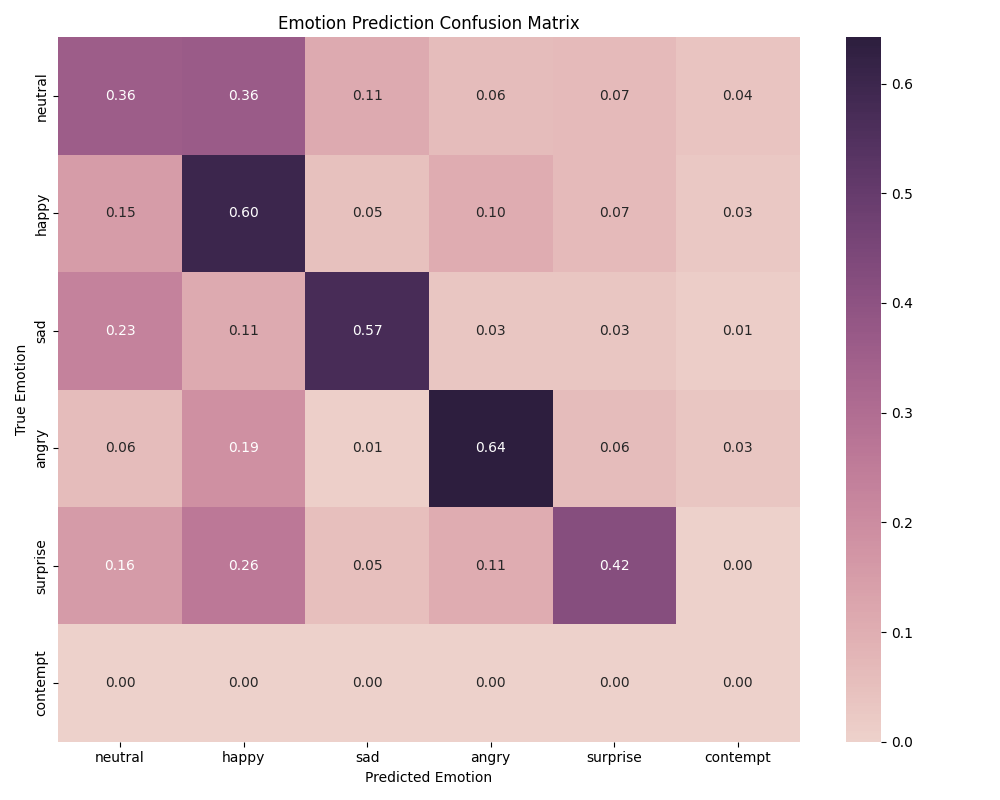 Emotion Prediction Confusion Matrix
True Emotion
neutral 0.36 0.36 0.11 0.06 0.07 0.04
happy 0.15 0.60 0.05 0.10 0.07 0.03
sad 0.23 0.11 0.57 0.03 0.03 0.01
angry 0.06 0.19 0.01 0.64 0.06 0.03
surprise 0.16 0.26 0.05 0.11 0.42 0.00
contempt 0.00 0.00 0.00 0.00 0.00 0.00
neutral happy sad angry surprise contempt
Predicted Emotion
0.6
0.5
0.4
0.3
0.2
0.1
0.0